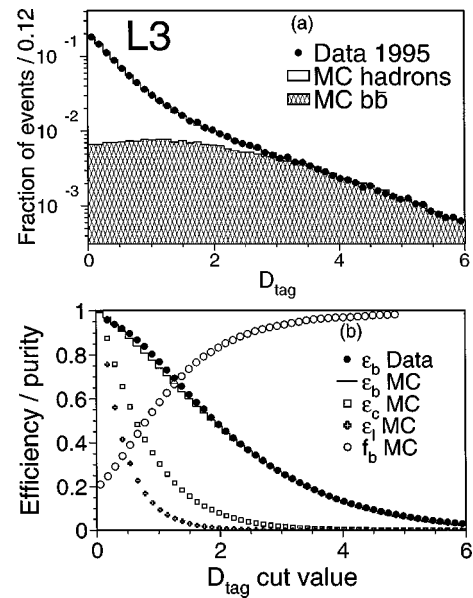 L3
(a)
Data 1995
MC hadrons
MC bb̄
Fraction of events / 0.12
10⁻¹
10⁻²
10⁻³
0 2 4 6
D_tag
(b)
ε_b Data
ε_b MC
ε_c MC
ε_l MC
f_b MC
Efficiency / purity
1
0.8
0.6
0.4
0.2
0
0 2 4 6
D_tag cut value